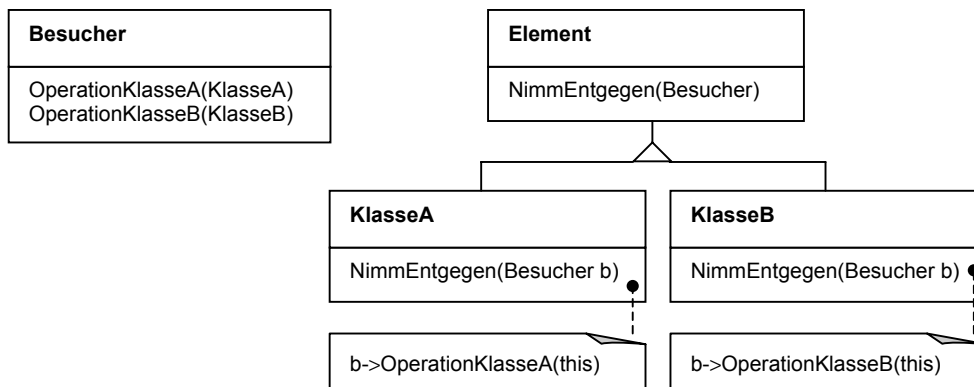 Besucher
OperationKlasseA(KlasseA)
OperationKlasseB(KlasseB)
Element
NimmEntgegen(Besucher)
KlasseA
NimmEntgegen(Besucher b)
b->OperationKlasseA(this)
KlasseB
NimmEntgegen(Besucher b)
b->OperationKlasseB(this)